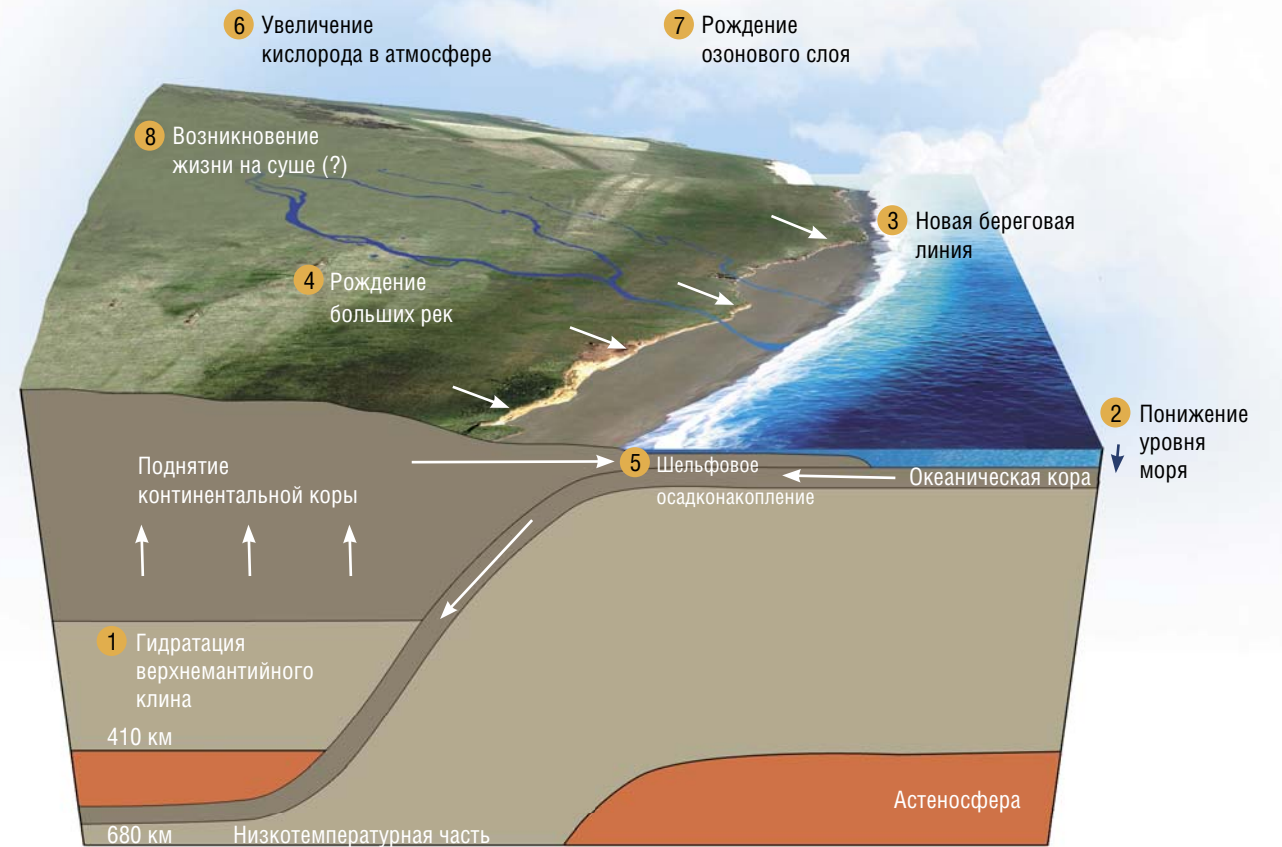 6 Увеличение
кислорода в атмосфере
7 Рождение
озонового слоя
8 Возникновение
жизни на суше (?)
3 Новая береговая
линия
4 Рождение
больших рек
2 Понижение
уровня
моря
5 Шельфовое
осадконакопление
Поднятие
континентальной коры
Океаническая кора
1 Гидратация
верхнемантийного
клина
410 км
Астеносфера
680 км
Низкотемпературная часть